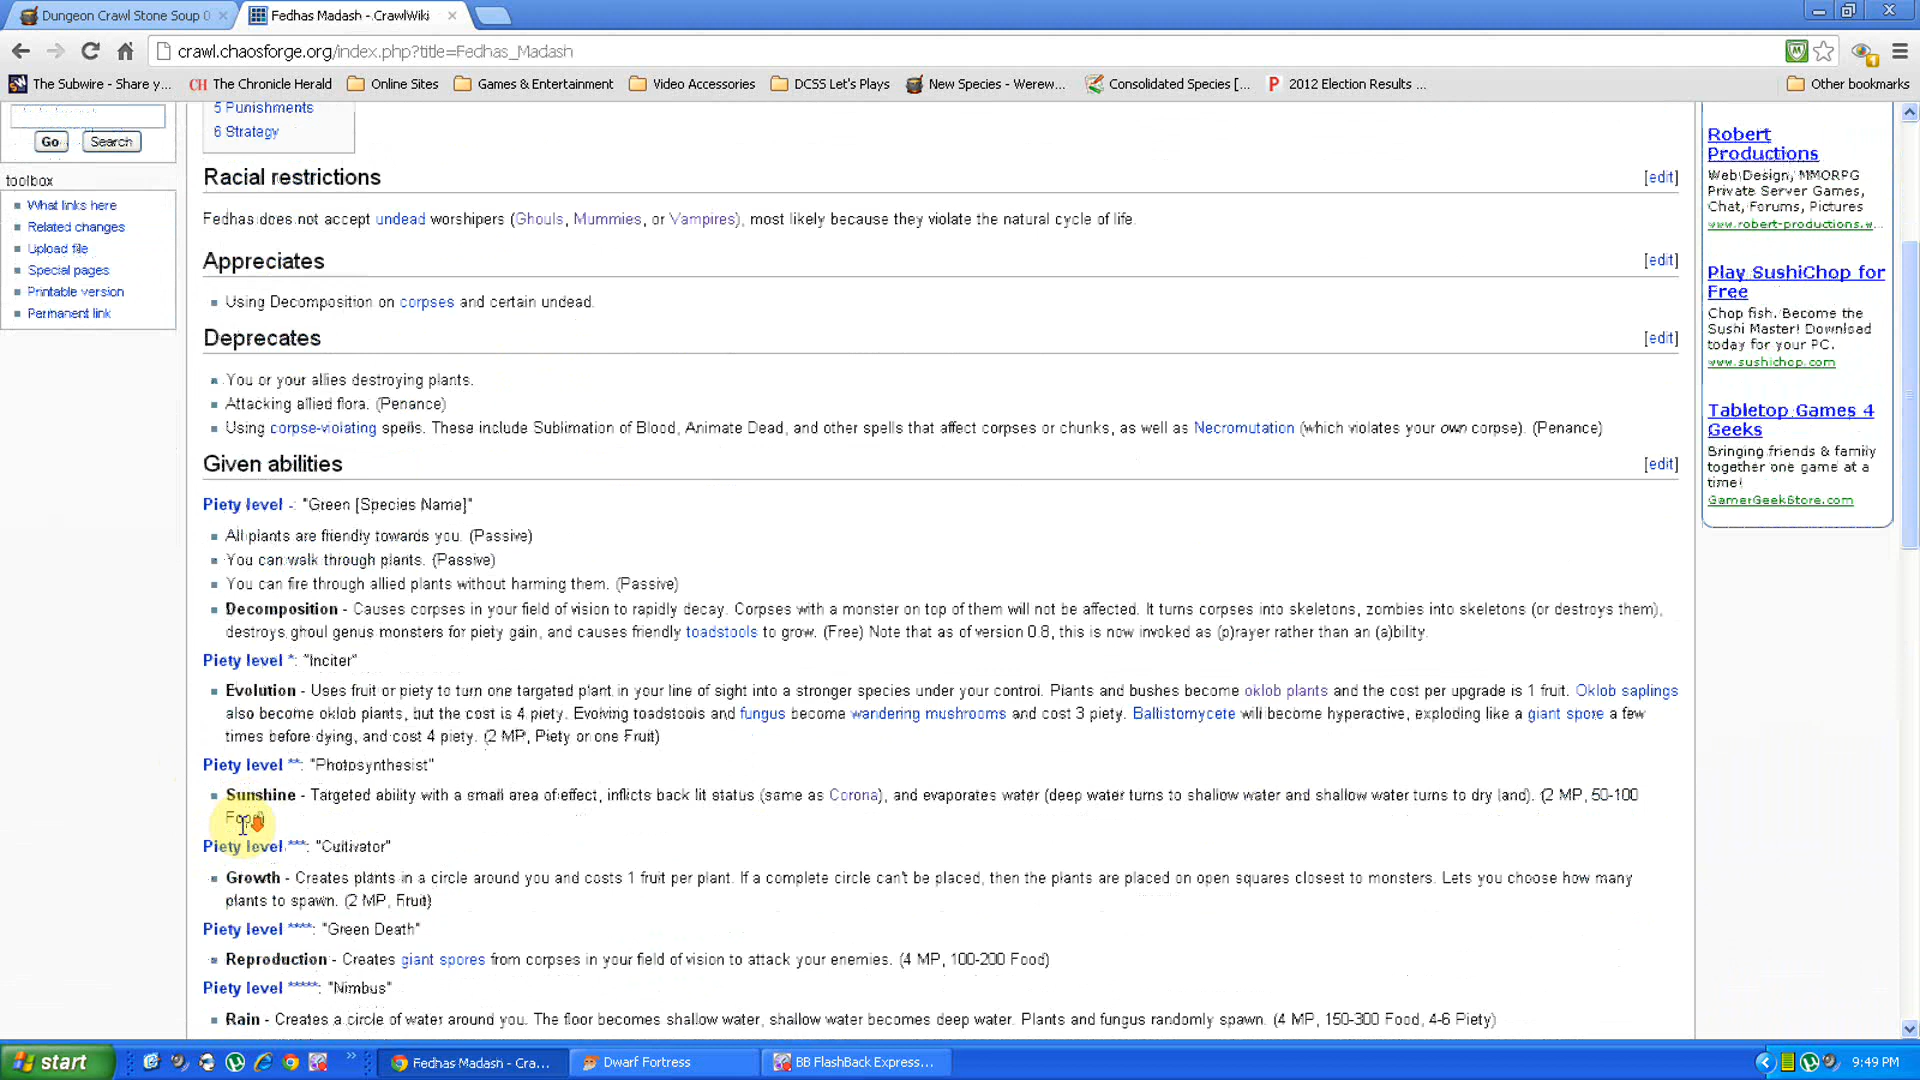 Dungeon Crawl Stone Soup 0
Fedhas Madash - CrawlWiki
crawl.chaosforge.org/index.php?title=Fedhas_Madash
The Subwire - Share y...
CH The Chronicle Herald
Online Sites
Games & Entertainment
Video Accessories
DCSS Let's Plays
New Species - Werew...
Consolidated Species [...
P 2012 Election Results ...
Other bookmarks
Go
Search
toolbox
What links here
Related changes
Upload file
Special pages
Printable version
Permanent link
5 Punishments
6 Strategy
Racial restrictions
[edit]
Fedhas does not accept undead worshipers (Ghouls, Mummies, or Vampires), most likely because they violate the natural cycle of life.
Appreciates
[edit]
Using Decomposition on corpses and certain undead.
Deprecates
[edit]
You or your allies destroying plants.
Attacking allied flora. (Penance)
Using corpse-violating spells. These include Sublimation of Blood, Animate Dead, and other spells that affect corpses or chunks, as well as Necromutation (which violates your own corpse). (Penance)
Given abilities
[edit]
Piety level -: "Green [Species Name]"
All plants are friendly towards you. (Passive)
You can walk through plants. (Passive)
You can fire through allied plants without harming them. (Passive)
Decomposition - Causes corpses in your field of vision to rapidly decay. Corpses with a monster on top of them will not be affected. It turns corpses into skeletons, zombies into skeletons (or destroys them),
destroys ghoul genus monsters for piety gain, and causes friendly toadstools to grow. (Free) Note that as of version 0.8, this is now invoked as (p)rayer rather than an (a)bility.
Piety level *: "Inciter"
Evolution - Uses fruit or piety to turn one targeted plant in your line of sight into a stronger species under your control. Plants and bushes become oklob plants and the cost per upgrade is 1 fruit. Oklob saplings
also become oklob plants, but the cost is 4 piety. Evolving toadstools and fungus become wandering mushrooms and cost 3 piety. Ballistomycete will become hyperactive, exploding like a giant spore a few
times before dying, and cost 4 piety. (2 MP, Piety or one Fruit)
Piety level **: "Photosynthesist"
Sunshine - Targeted ability with a small area of effect, inflicts back lit status (same as Corona), and evaporates water (deep water turns to shallow water and shallow water turns to dry land). (2 MP, 50-100
Food)
Piety level ***: "Cultivator"
Growth - Creates plants in a circle around you and costs 1 fruit per plant. If a complete circle can't be placed, then the plants are placed on open squares closest to monsters. Lets you choose how many
plants to spawn. (2 MP, Fruit)
Piety level ****: "Green Death"
Reproduction - Creates giant spores from corpses in your field of vision to attack your enemies. (4 MP, 100-200 Food)
Piety level *****: "Nimbus"
Rain - Creates a circle of water around you. The floor becomes shallow water, shallow water becomes deep water. Plants and fungus randomly spawn. (4 MP, 150-300 Food, 4-6 Piety)
Robert
Productions
Web Design, MMORPG
Private Server Games,
Chat, Forums, Pictures
www.robert-productions.w...
Play SushiChop for
Free
Chop fish. Become the
Sushi Master! Download
today for your PC.
www.sushichop.com
Tabletop Games 4
Geeks
Bringing friends & family
together one game at a
time!
GamerGeekStore.com
start
Fedhas Madash - Cra...
Dwarf Fortress
BB FlashBack Express...
9:49 PM